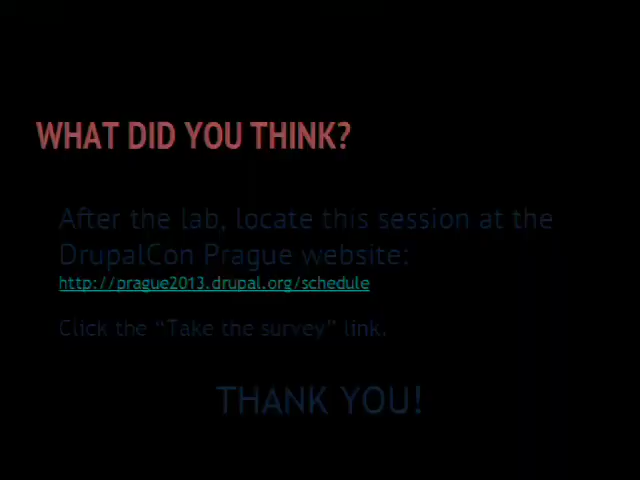 WHAT DID YOU THINK?
After the lab, locate this session at the
DrupalCon Prague website:
http://prague2013.drupal.org/schedule
Click the “Take the survey” link.
THANK YOU!